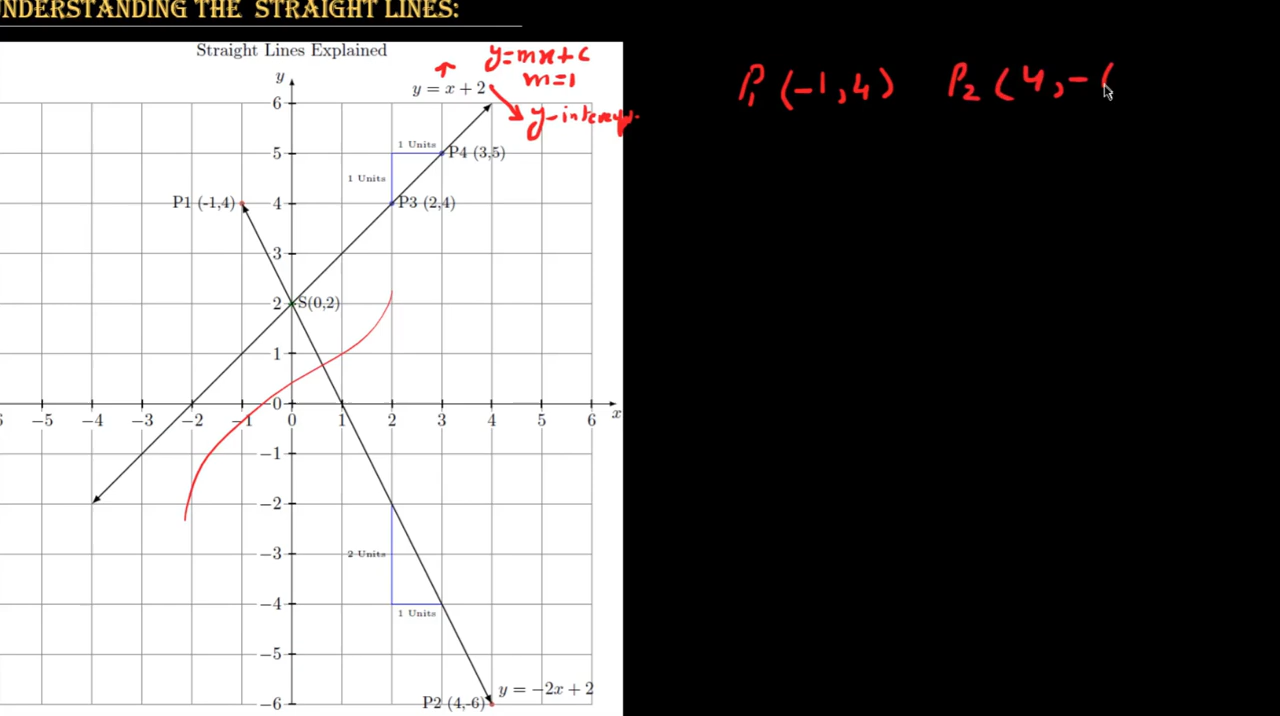 UNDERSTANDING THE STRAIGHT LINES:
Straight Lines Explained
y
y=mx+c
m=1
y = x + 2
y-intercept
P₁ (-1,4) P₂ (4,-6
6
1 Units
5
P4 (3,5)
1 Units
P1 (-1,4)
4
P3 (2,4)
3
2
S(0,2)
1
0
x
−5 −4 −3 −2 −1 0 1 2 3 4 5 6
−1
−2
−3
2 Units
−4
1 Units
−5
y = −2x + 2
−6
P2 (4,-6)